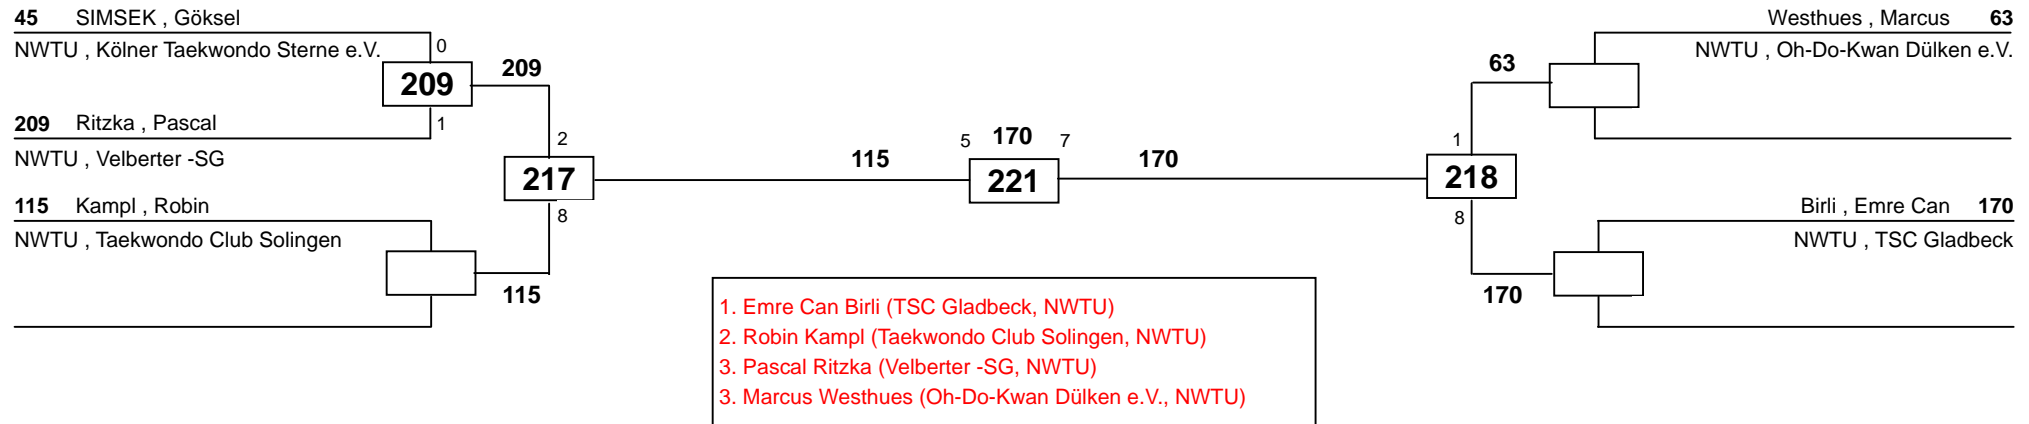 45 SIMSEK , Göksel
NWTU , Kölner Taekwondo Sterne e.V.
0
209
209
1
209 Ritzka , Pascal
NWTU , Velberter -SG
2
217
8
115 Kampl , Robin
NWTU , Taekwondo Club Solingen
115
115
5 170 7
221
170
Westhues , Marcus 63
NWTU , Oh-Do-Kwan Dülken e.V.
63
1
218
8
Birli , Emre Can 170
NWTU , TSC Gladbeck
170
1. Emre Can Birli (TSC Gladbeck, NWTU)
2. Robin Kampl (Taekwondo Club Solingen, NWTU)
3. Pascal Ritzka (Velberter -SG, NWTU)
3. Marcus Westhues (Oh-Do-Kwan Dülken e.V., NWTU)